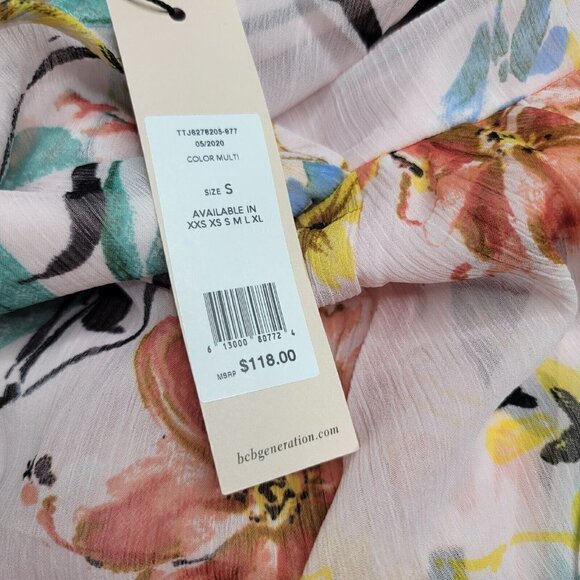 TTJ6278205-977
05/2020
COLOR MULTI
SIZE S
AVAILABLE IN
XXS XS S M L XL
6 13000 80772 4
MSRP $118.00
bcbgeneration.com